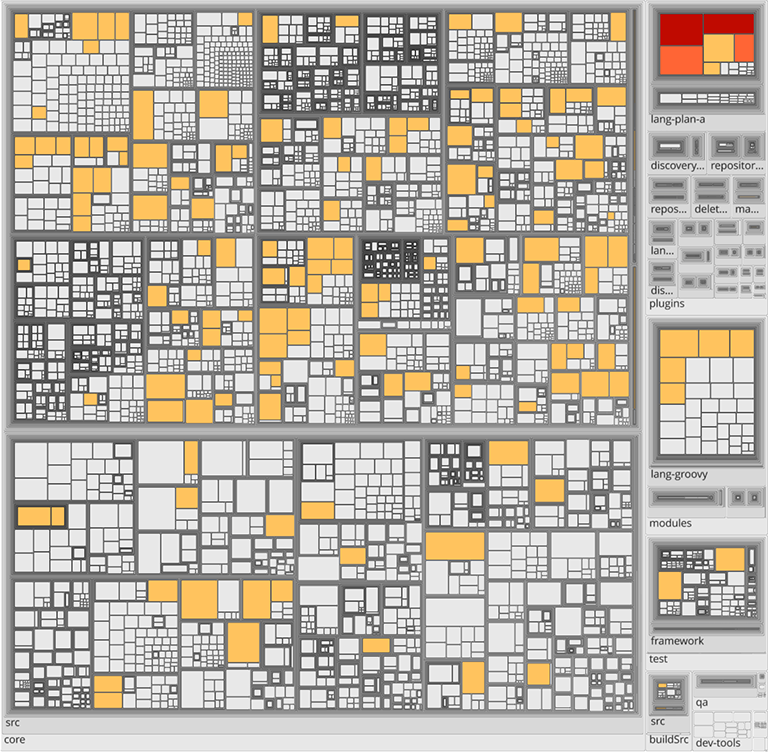 lang-plan-a
discovery... repositor...
repos... delet... ma...
lan...
dis...
plugins
lang-groovy
modules
framework
test
src
core
src
buildSrc
qa
dev-tools